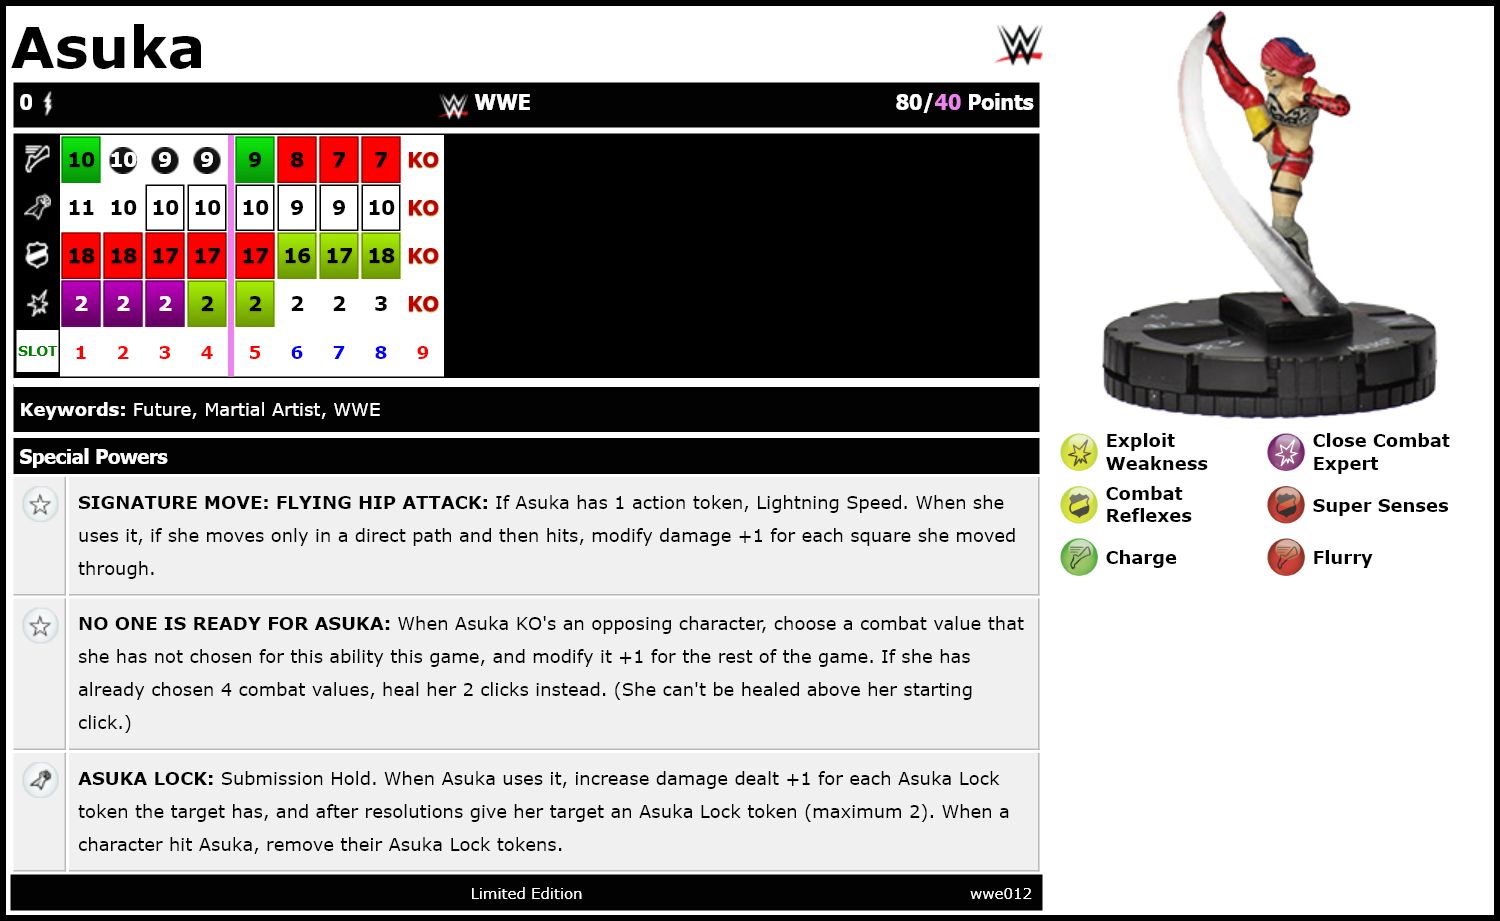 Asuka
W
0 WWE 80/40 Points
10 10 9 9 9 8 7 7 KO
11 10 10 10 10 9 9 10 KO
18 18 17 17 17 16 17 18 KO
2 2 2 2 2 2 2 3 KO
SLOT 1 2 3 4 5 6 7 8 9
Keywords: Future, Martial Artist, WWE
Special Powers
SIGNATURE MOVE: FLYING HIP ATTACK: If Asuka has 1 action token, Lightning Speed. When she
uses it, if she moves only in a direct path and then hits, modify damage +1 for each square she moved
through.
NO ONE IS READY FOR ASUKA: When Asuka KO's an opposing character, choose a combat value that
she has not chosen for this ability this game, and modify it +1 for the rest of the game. If she has
already chosen 4 combat values, heal her 2 clicks instead. (She can't be healed above her starting
click.)
ASUKA LOCK: Submission Hold. When Asuka uses it, increase damage dealt +1 for each Asuka Lock
token the target has, and after resolutions give her target an Asuka Lock token (maximum 2). When a
character hit Asuka, remove their Asuka Lock tokens.
Limited Edition wwe012
Exploit
Weakness
Close Combat
Expert
Combat
Reflexes
Super Senses
Charge
Flurry